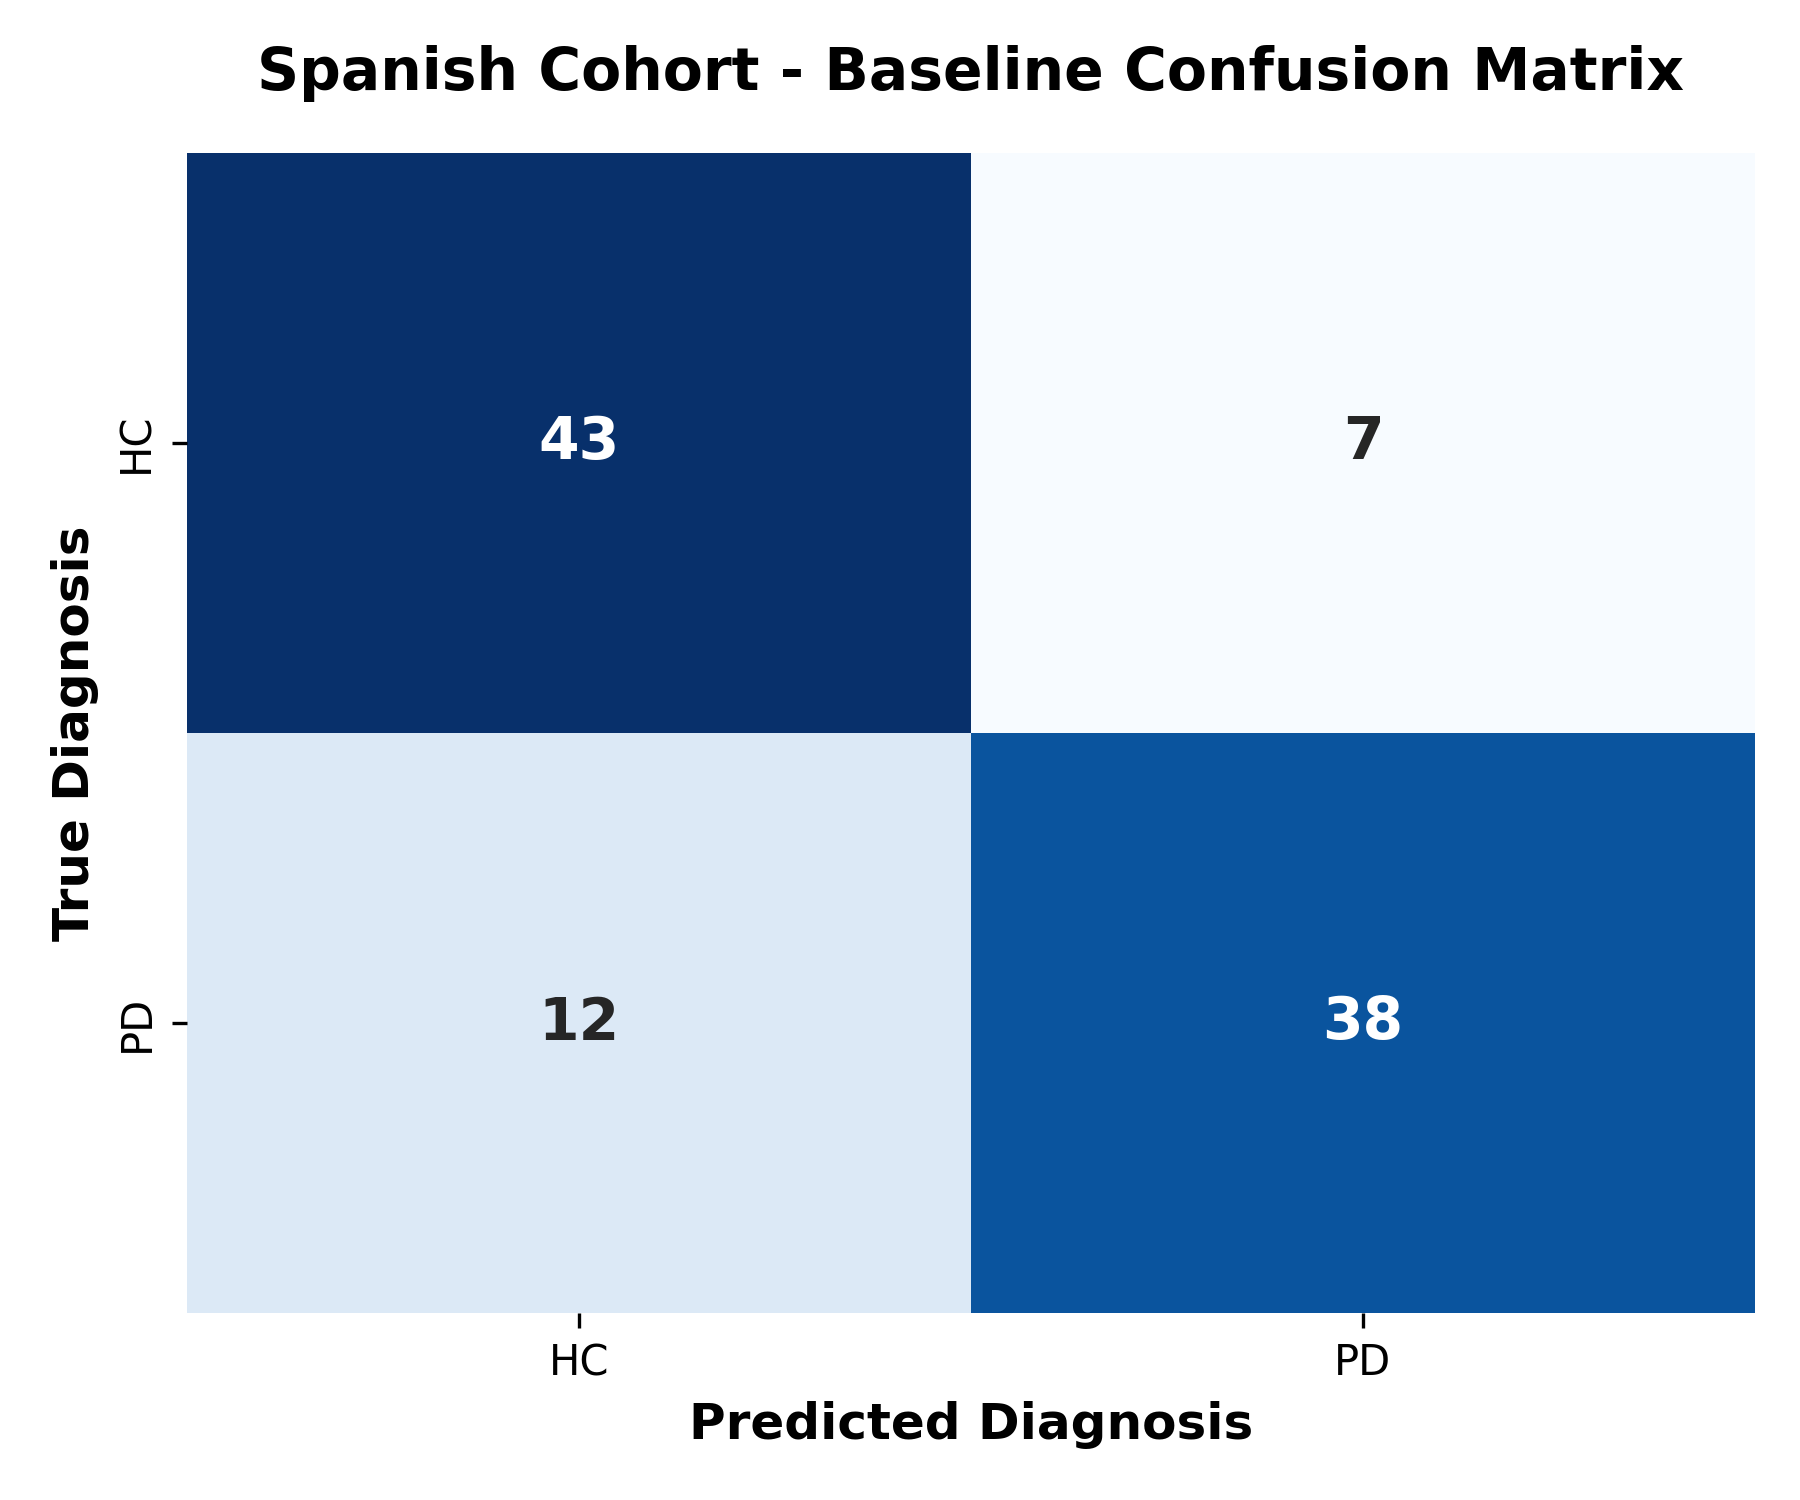 Spanish Cohort - Baseline Confusion Matrix
True Diagnosis
HC
43
7
PD
12
38
HC
PD
Predicted Diagnosis